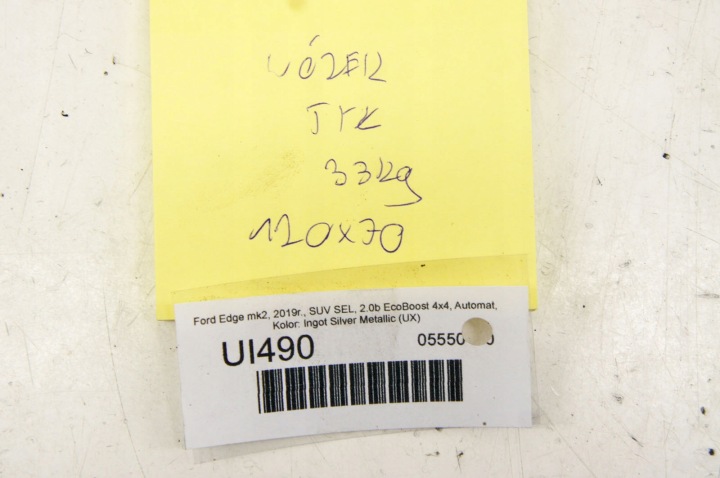 WÓZEK
TYŁ
33kg
120x70
Ford Edge mk2, 2019r., SUV SEL, 2.0b EcoBoost 4x4, Automat,
Kolor: Ingot Silver Metallic (UX)
UI490